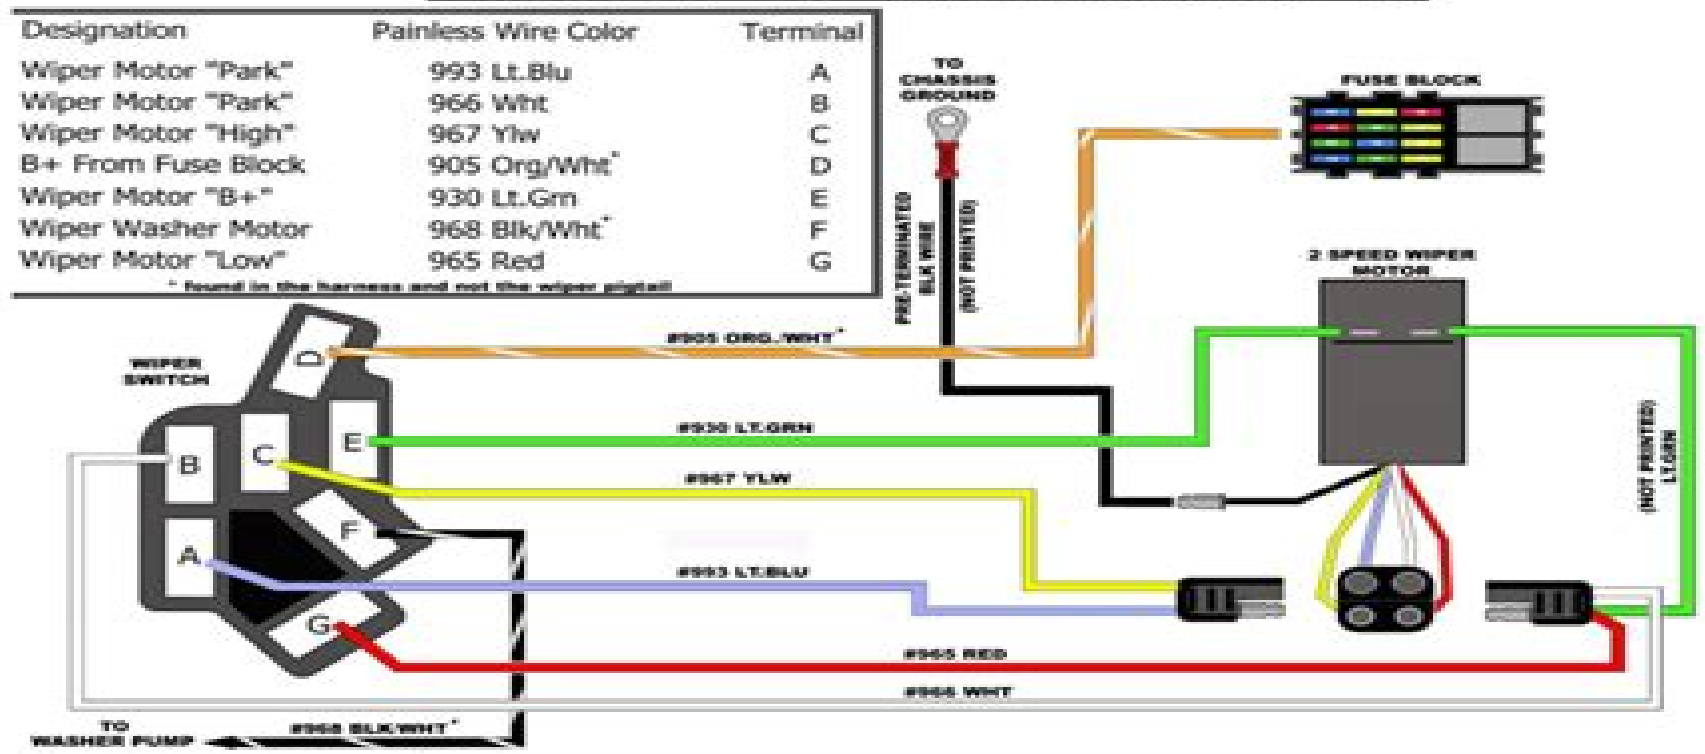 Designation Painless Wire Color Terminal
Wiper Motor "Park" 993 Lt.Blu A
Wiper Motor "Park" 966 Wht B
Wiper Motor "High" 967 Ylw C
B+ From Fuse Block 905 Org/Wht* D
Wiper Motor "B+" 930 Lt.Grn E
Wiper Washer Motor 968 Blk/Wht* F
Wiper Motor "Low" 965 Red G
* found in the harness and not the wiper pigtail
TO
CHASSIS
GROUND
FUSE BLOCK
PRE-TERMINATED
BLK WIRE
(NOT PRINTED)
2 SPEED WIPER
MOTOR
WIPER
SWITCH
#905 ORG./WHT*
D
#930 LT.GRN
E
B
C
#967 YLW
F
A
#993 LT.BLU
G
(NOT PRINTED)
LT.GRN
#965 RED
#966 WHT
#968 BLK/WHT*
TO
WASHER PUMP